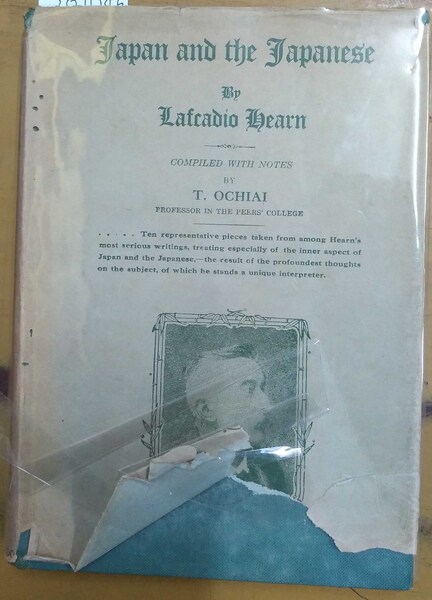 Japan and the Japanese
By
Lafcadio Hearn
COMPILED WITH NOTES
BY
T. OCHIAI
PROFESSOR IN THE PEERS' COLLEGE
. . . . . Ten representative pieces taken from among Hearn's
most serious writings, treating especially of the inner aspect of
Japan and the Japanese,—the result of the profoundest thoughts
on the subject, of which he stands a unique interpreter.